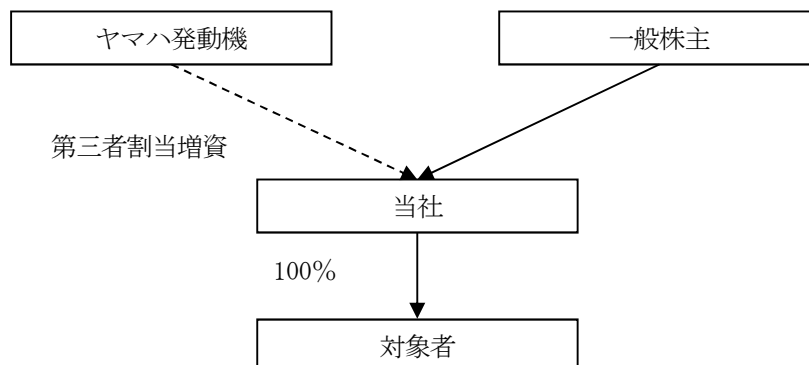 ヤマハ発動機
一般株主
第三者割当増資
当社
100%
対象者